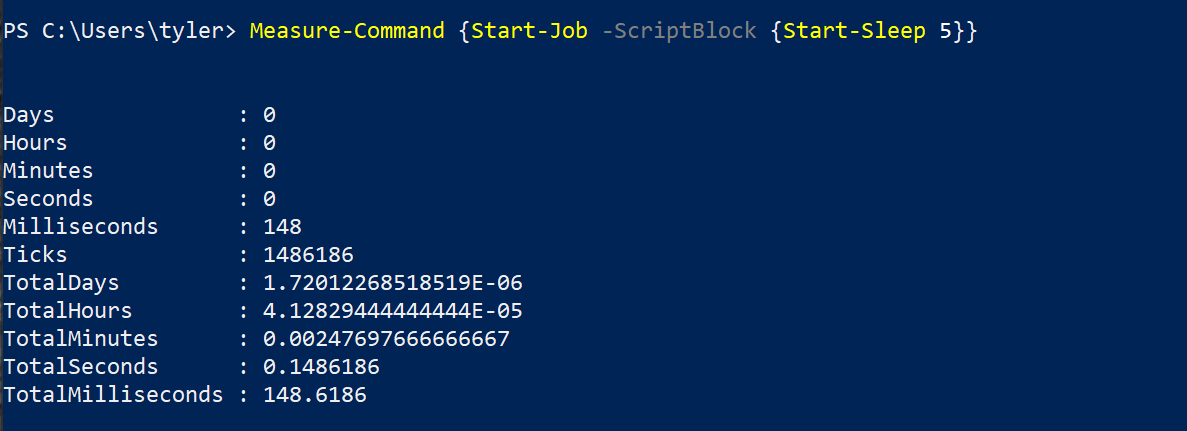 PS C:\Users\tyler> Measure-Command {Start-Job -ScriptBlock {Start-Sleep 5}}
Days              : 0
Hours             : 0
Minutes           : 0
Seconds           : 0
Milliseconds      : 148
Ticks             : 1486186
TotalDays         : 1.72012268518519E-06
TotalHours        : 4.12829444444444E-05
TotalMinutes      : 0.00247697666666667
TotalSeconds      : 0.1486186
TotalMilliseconds : 148.6186